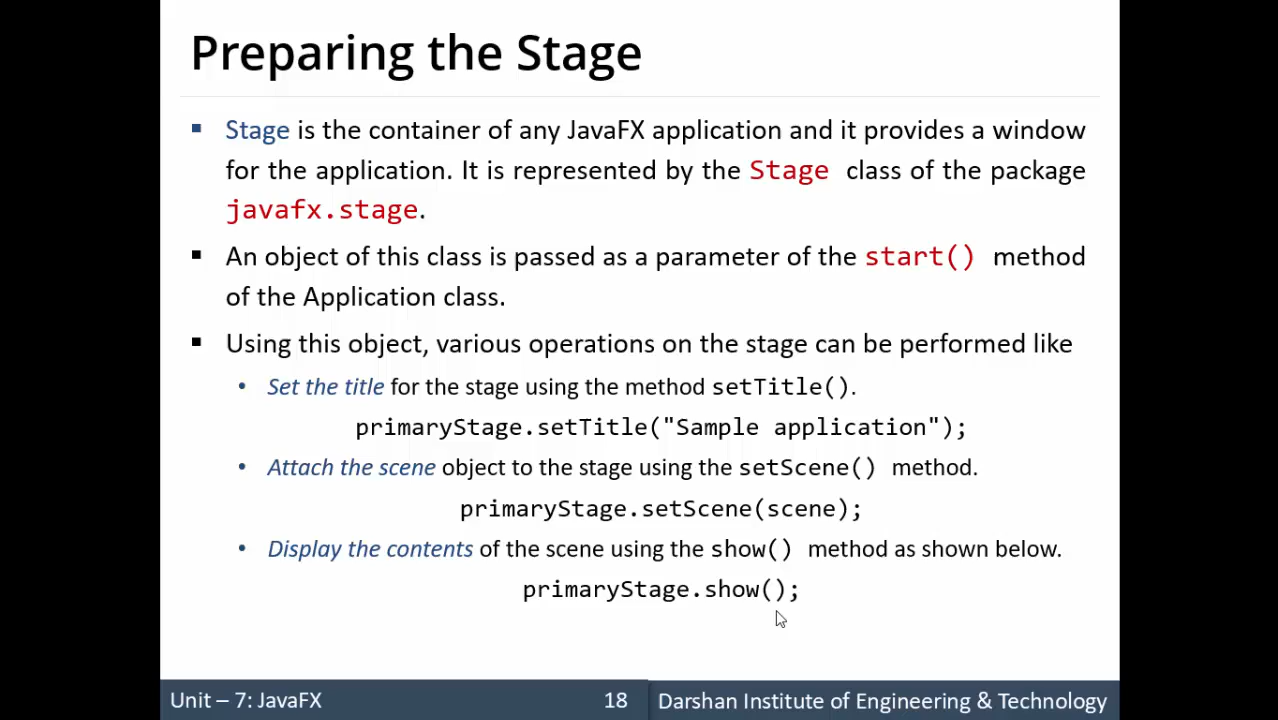 Preparing the Stage
▪ Stage is the container of any JavaFX application and it provides a window
for the application. It is represented by the Stage class of the package
javafx.stage.
▪ An object of this class is passed as a parameter of the start() method
of the Application class.
▪ Using this object, various operations on the stage can be performed like
• Set the title for the stage using the method setTitle().
primaryStage.setTitle("Sample application");
• Attach the scene object to the stage using the setScene() method.
primaryStage.setScene(scene);
• Display the contents of the scene using the show() method as shown below.
primaryStage.show();
Unit – 7: JavaFX 18 Darshan Institute of Engineering & Technology